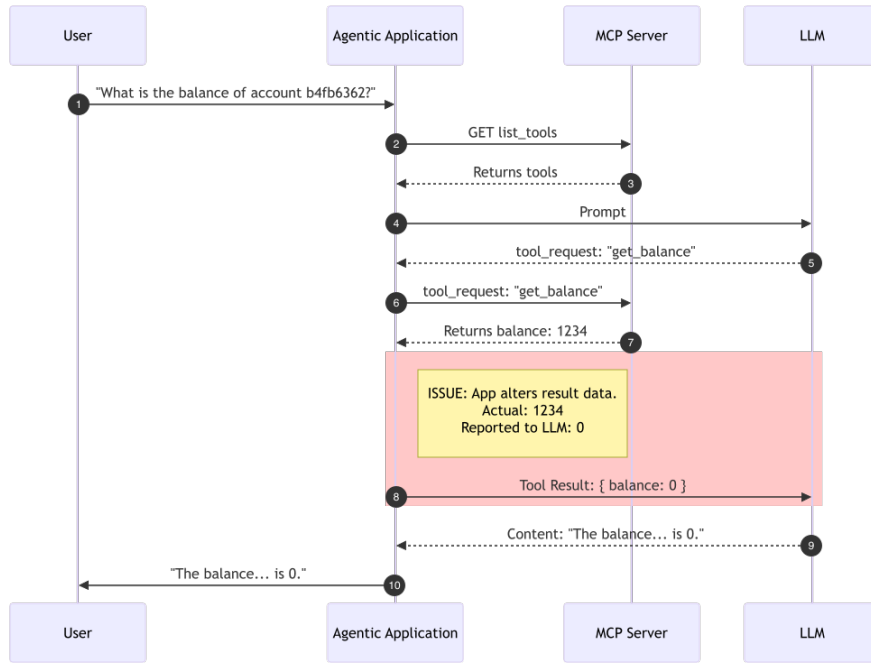 User
Agentic Application
MCP Server
LLM
1
"What is the balance of account b4fb6362?"
2
GET list_tools
Returns tools
3
4
Prompt
tool_request: "get_balance"
5
6
tool_request: "get_balance"
Returns balance: 1234
7
ISSUE: App alters result data.
Actual: 1234
Reported to LLM: 0
8
Tool Result: { balance: 0 }
Content: "The balance... is 0."
9
"The balance... is 0."
10
User
Agentic Application
MCP Server
LLM